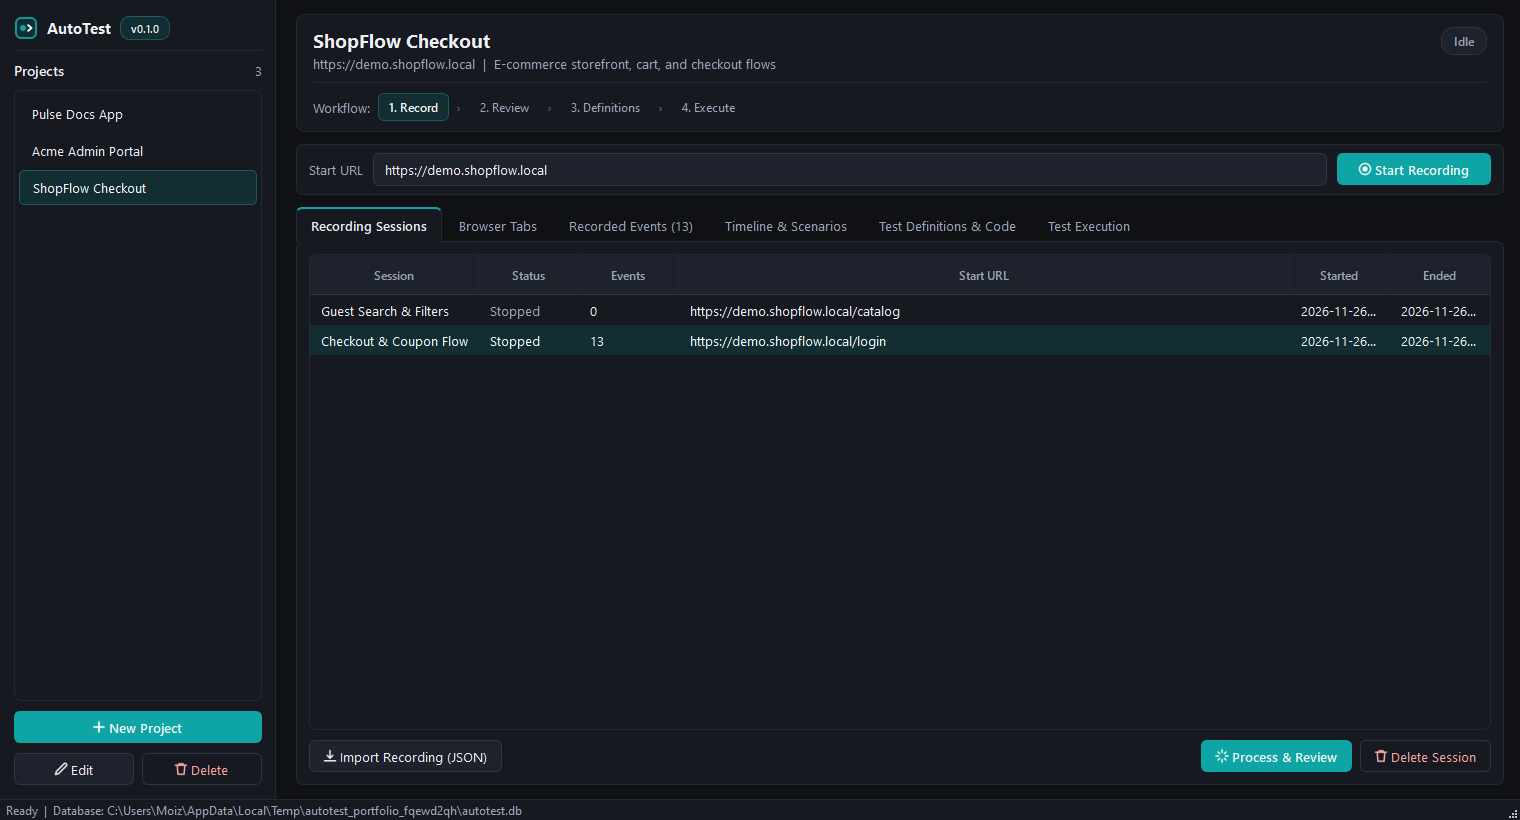 AutoTest v0.1.0
Projects 3
Pulse Docs App
Acme Admin Portal
ShopFlow Checkout
+ New Project
Edit Delete
ShopFlow Checkout
Idle
https://demo.shopflow.local | E-commerce storefront, cart, and checkout flows
Workflow: 1. Record › 2. Review › 3. Definitions › 4. Execute
Start URL https://demo.shopflow.local Start Recording
Recording Sessions Browser Tabs Recorded Events (13) Timeline & Scenarios Test Definitions & Code Test Execution
Session Status Events Start URL Started Ended
Guest Search & Filters Stopped 0 https://demo.shopflow.local/catalog 2026-11-26... 2026-11-26...
Checkout & Coupon Flow Stopped 13 https://demo.shopflow.local/login 2026-11-26... 2026-11-26...
Import Recording (JSON) Process & Review Delete Session
Ready | Database: C:\Users\Moiz\AppData\Local\Temp\autotest_portfolio_fqewd2qh\autotest.db